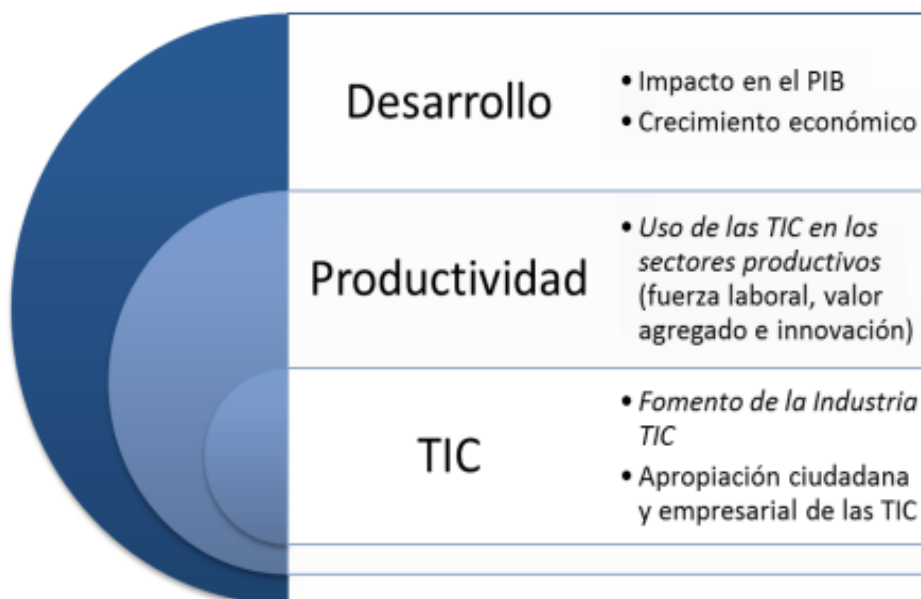 Desarrollo
• Impacto en el PIB
• Crecimiento económico
Productividad
• Uso de las TIC en los
sectores productivos
(fuerza laboral, valor
agregado e innovación)
TIC
• Fomento de la Industria
TIC
• Apropiación ciudadana
y empresarial de las TIC